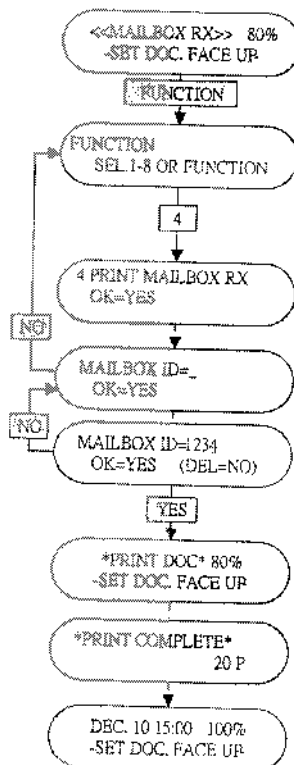 <<MAILBOX RX>> 80%
-SET DOC. FACE UP
FUNCTION
FUNCTION
SEL.1-8 OR FUNCTION
4
4 PRINT MAILBOX RX
OK=YES
NO
MAILBOX ID=_
OK=YES
NO
MAILBOX ID=1234
OK=YES (DEL=NO)
YES
*PRINT DOC* 80%
-SET DOC. FACE UP
*PRINT COMPLETE*
20 P
DEC. 10 15:00 100%
-SET DOC. FACE UP